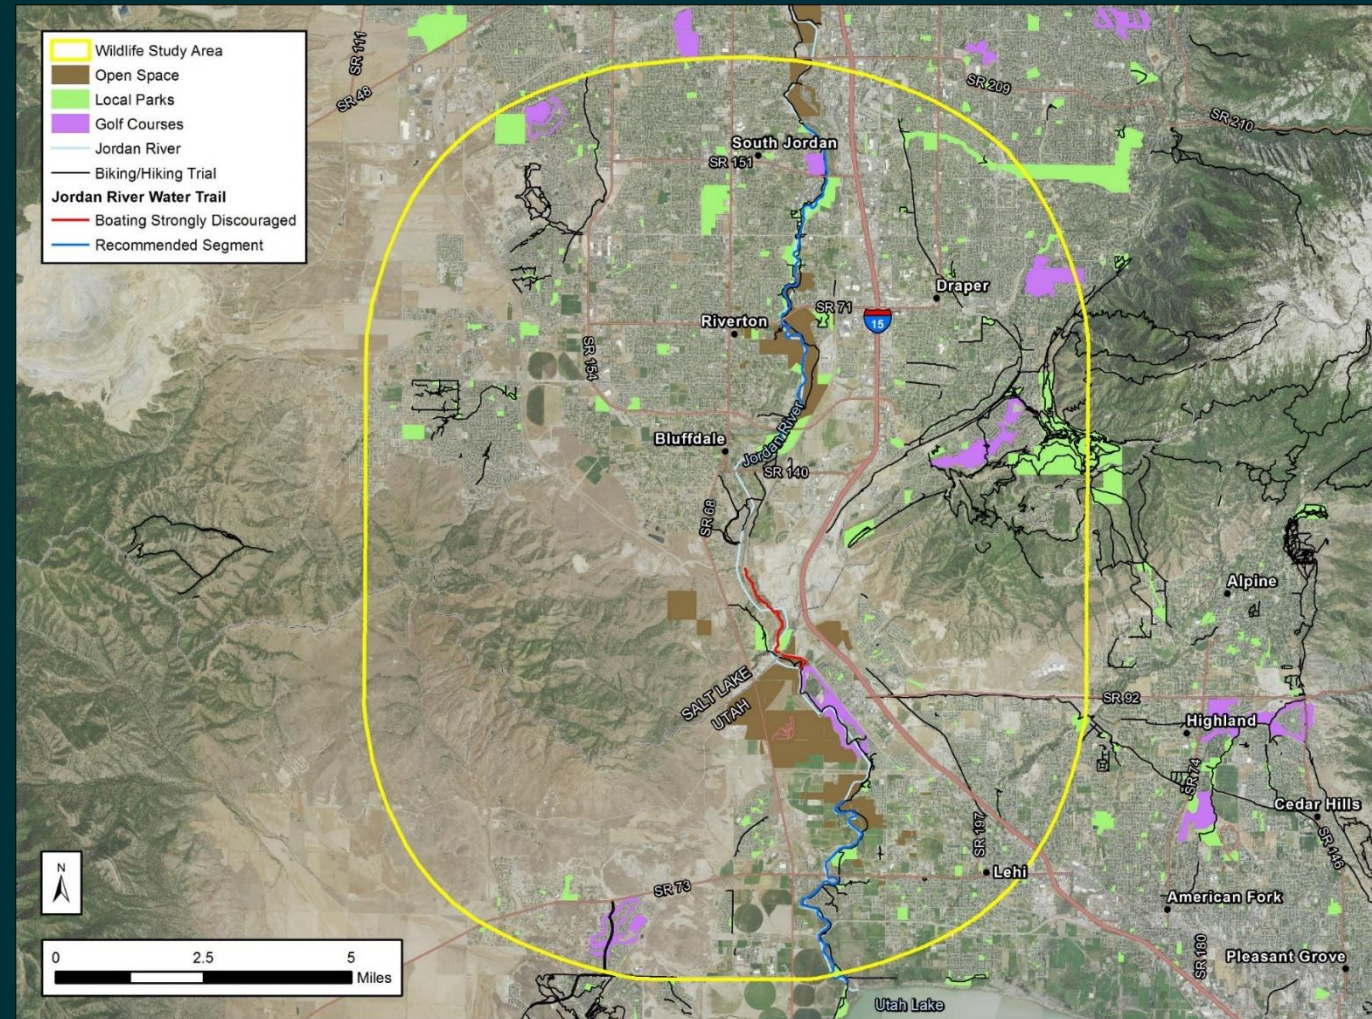 Wildlife Study Area
Open Space
Local Parks
Golf Courses
Jordan River
Biking/Hiking Trial
Jordan River Water Trail
Boating Strongly Discouraged
Recommended Segment
SR 111
SR 48
SR 209
SR 210
South Jordan
SR 151
Draper
SR 71
Riverton
15
SR 154
Jordan River
Bluffdale
SR 140
SR 68
Alpine
SALT LAKE
UTAH
SR 92
Highland
SR 74
Cedar Hills
SR 197
SR 146
Lehi
SR 73
American Fork
SR 180
Pleasant Grove
Utah Lake
N
0 2.5 5
Miles